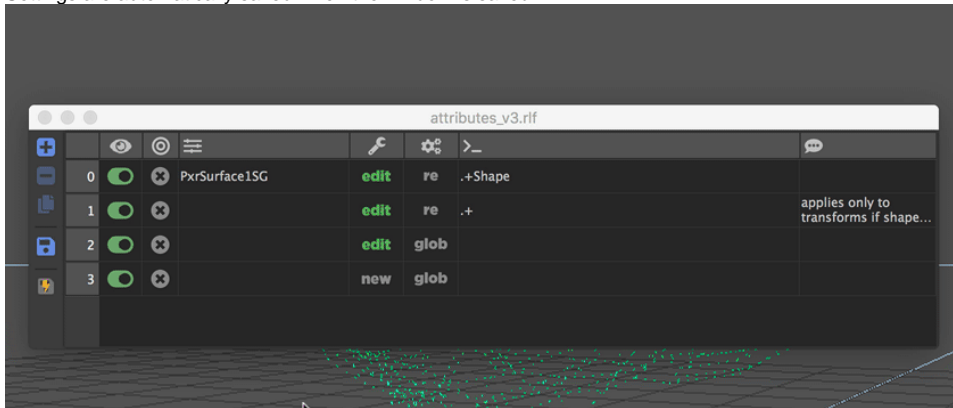 attributes_v3.rlf
>_
0 PxrSurface1SG edit re .+Shape
1 edit re .+ applies only to
transforms if shape...
2 edit glob
3 new glob